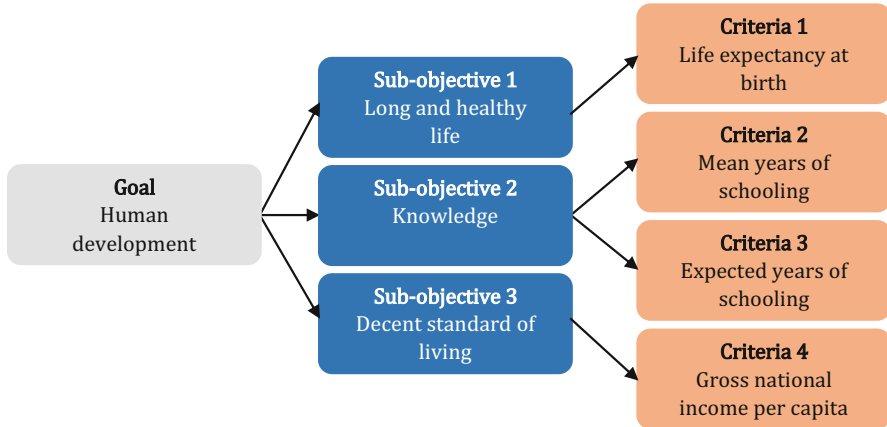 Goal
Human
development
Sub-objective 1
Long and healthy
life
Sub-objective 2
Knowledge
Sub-objective 3
Decent standard of
living
Criteria 1
Life expectancy at
birth
Criteria 2
Mean years of
schooling
Criteria 3
Expected years of
schooling
Criteria 4
Gross national
income per capita